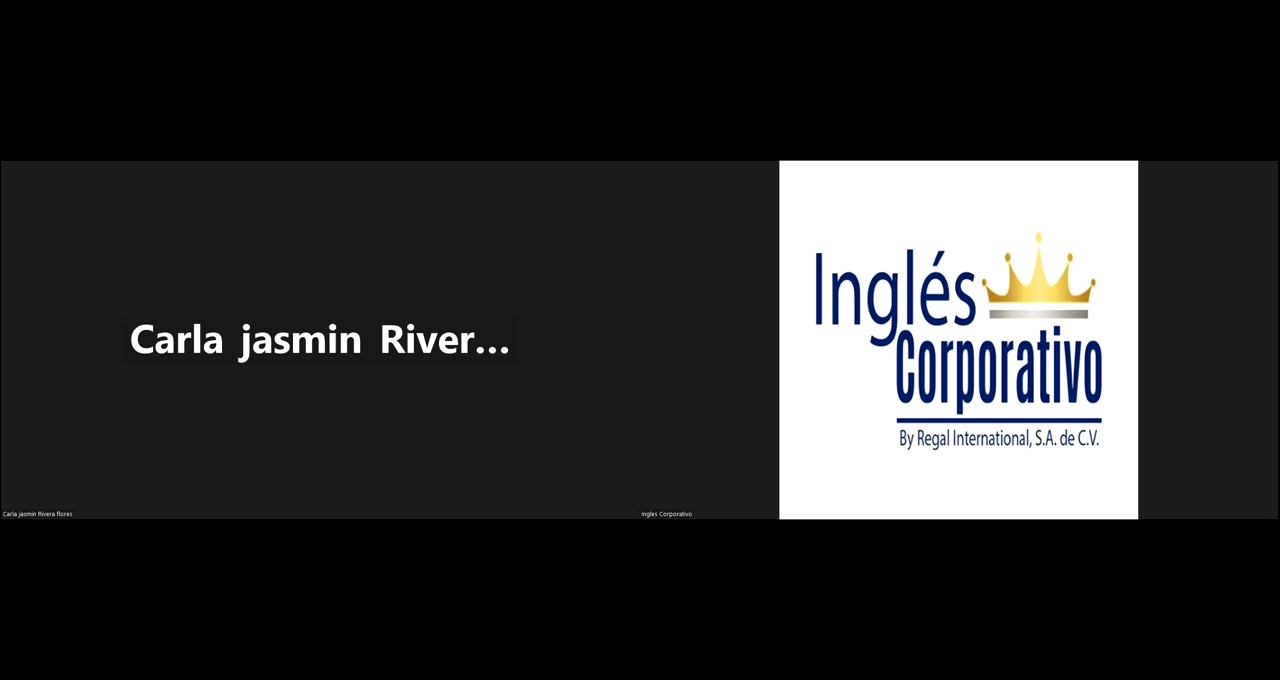 Carla jasmin River...
Carla jasmin Rivera flores
Inglés
Corporativo
By Regal International, S.A. de C.V.
Ingles Corporativo